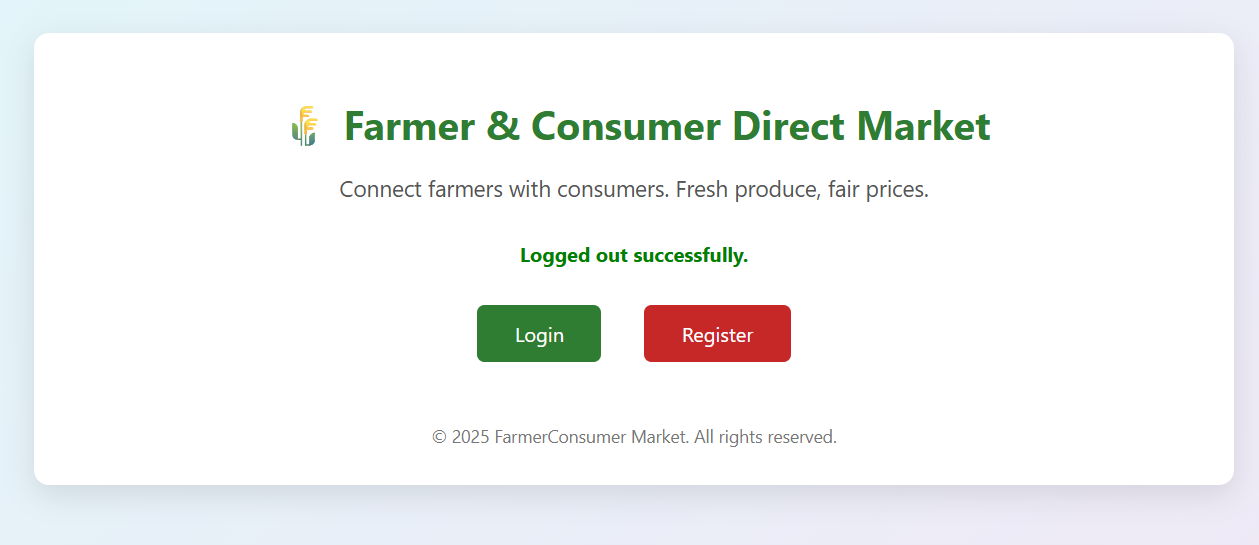 Farmer & Consumer Direct Market
Connect farmers with consumers. Fresh produce, fair prices.
Logged out successfully.
Login
Register
© 2025 FarmerConsumer Market. All rights reserved.